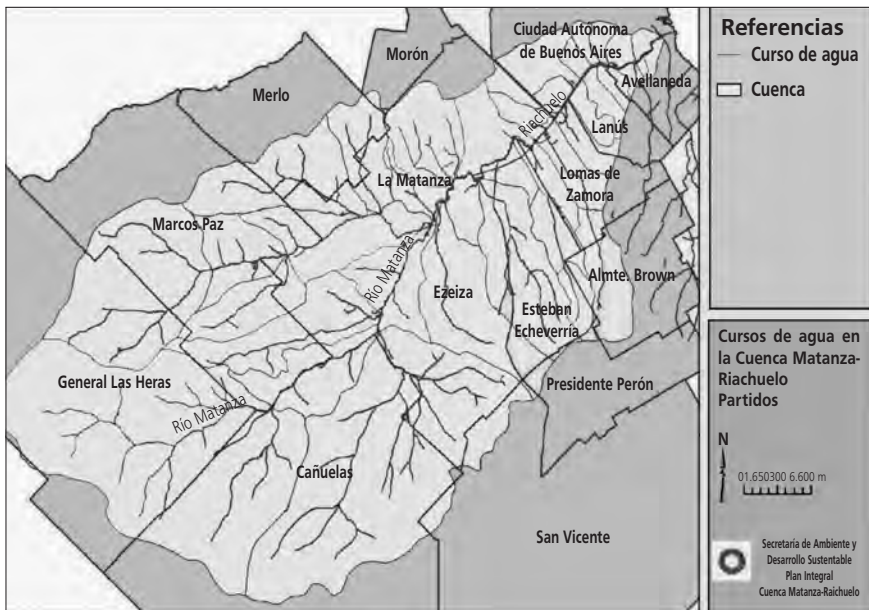 Ciudad Autónoma
de Buenos Aires
Morón
Merlo
Avellaneda
Riachuelo
Lanús
La Matanza
Lomas de
Zamora
Marcos Paz
Río Matanza
Almte. Brown
Ezeiza
Esteban
Echeverría
General Las Heras
Presidente Perón
Río Matanza
Cañuelas
San Vicente
Referencias
Curso de agua
Cuenca
Cursos de agua en
la Cuenca Matanza-
Riachuelo
Partidos
N
01.650300 6.600 m
Secretaria de Ambiente y
Desarrollo Sustentable
Plan Integral
Cuenca Matanza-Raichuelo